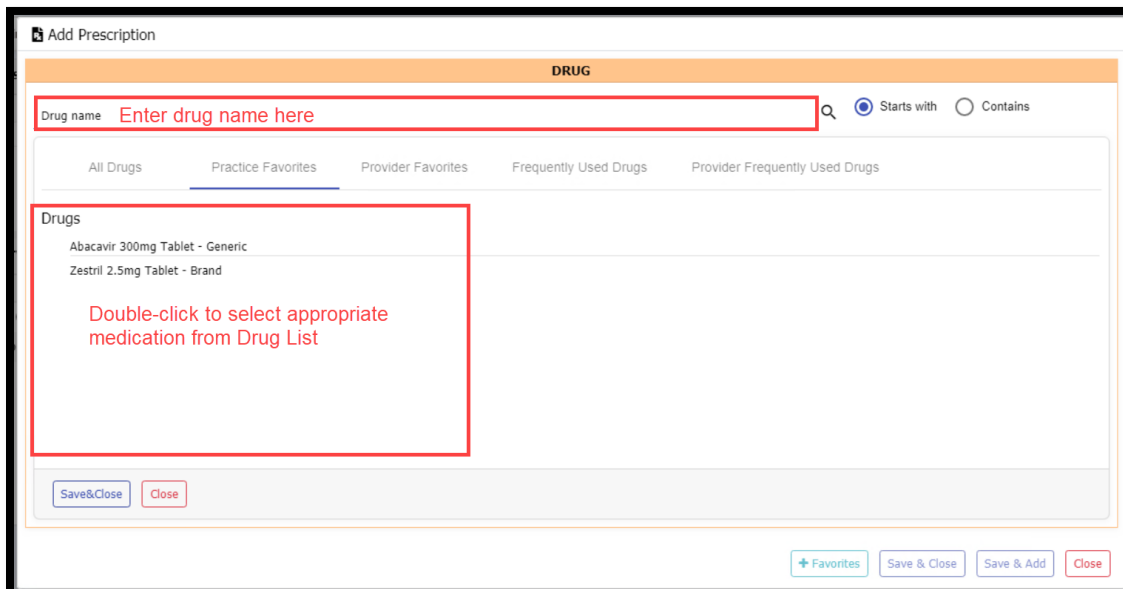 Add Prescription
DRUG
Drug name Enter drug name here Starts with Contains
All Drugs Practice Favorites Provider Favorites Frequently Used Drugs Provider Frequently Used Drugs
Drugs
Abacavir 300mg Tablet - Generic
Zestril 2.5mg Tablet - Brand
Double-click to select appropriate
medication from Drug List
Save&Close Close
+ Favorites Save & Close Save & Add Close